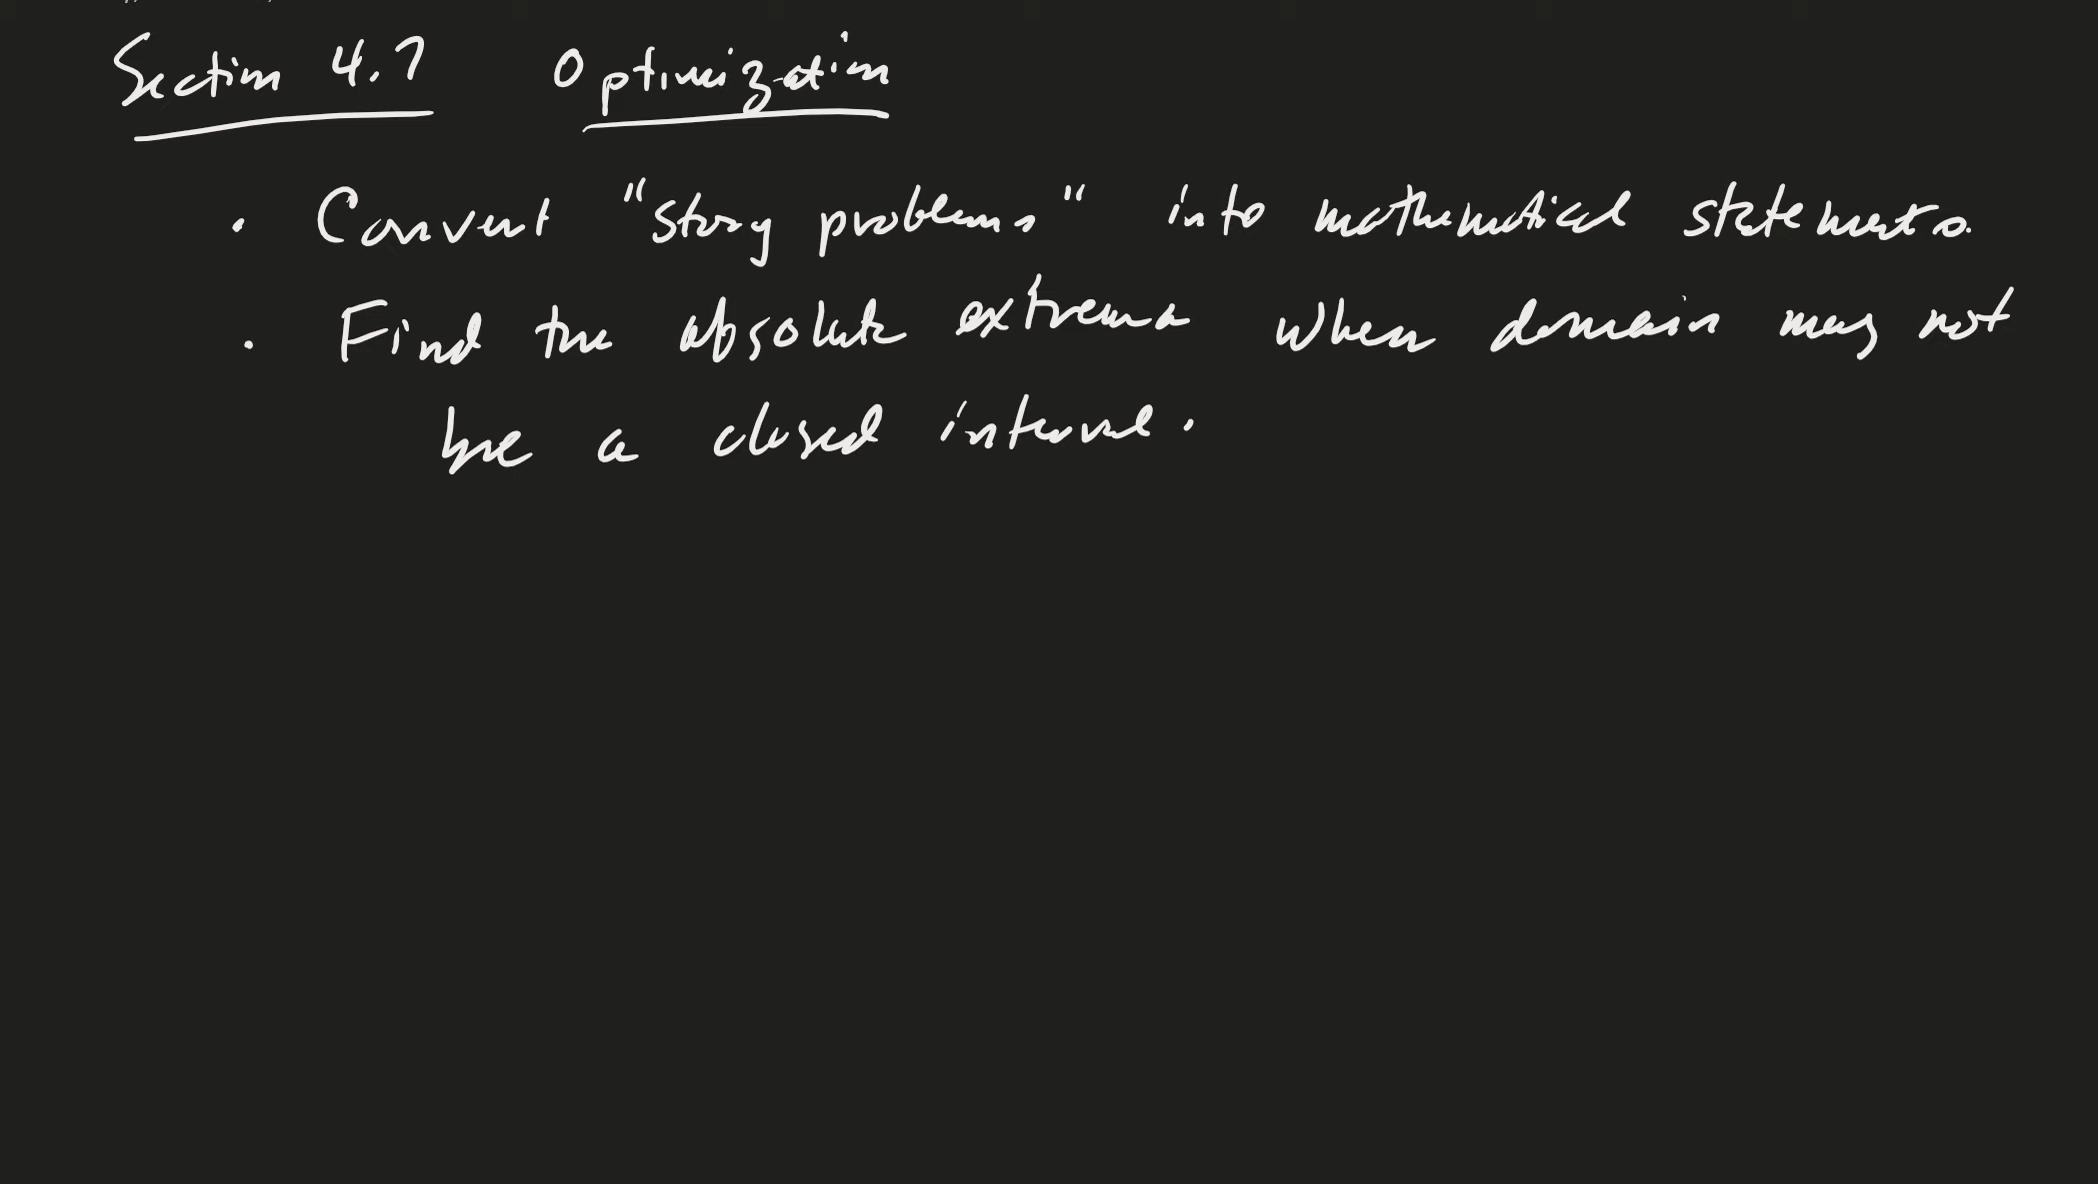 Section 4.7 Optimization
• Convert "story problems" into mathematical statements.
• Find the absolute extrema when domain may not
be a closed interval.